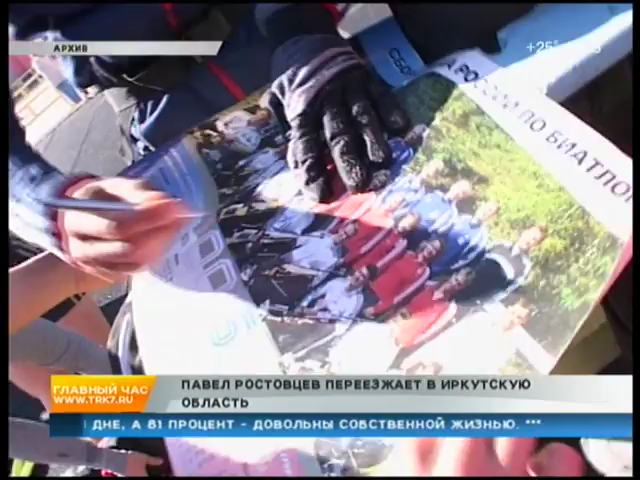 АРХИВ
ПО БИАТЛО
ГЛАВНЫЙ ЧАС
WWW.TRK7.RU
ПАВЕЛ РОСТОВЦЕВ ПЕРЕЕЗЖАЕТ В ИРКУТСКУЮ
ОБЛАСТЬ
ДНЕ, А 81 ПРОЦЕНТ - ДОВОЛЬНЫ СОБСТВЕННОЙ ЖИЗНЬЮ. ***